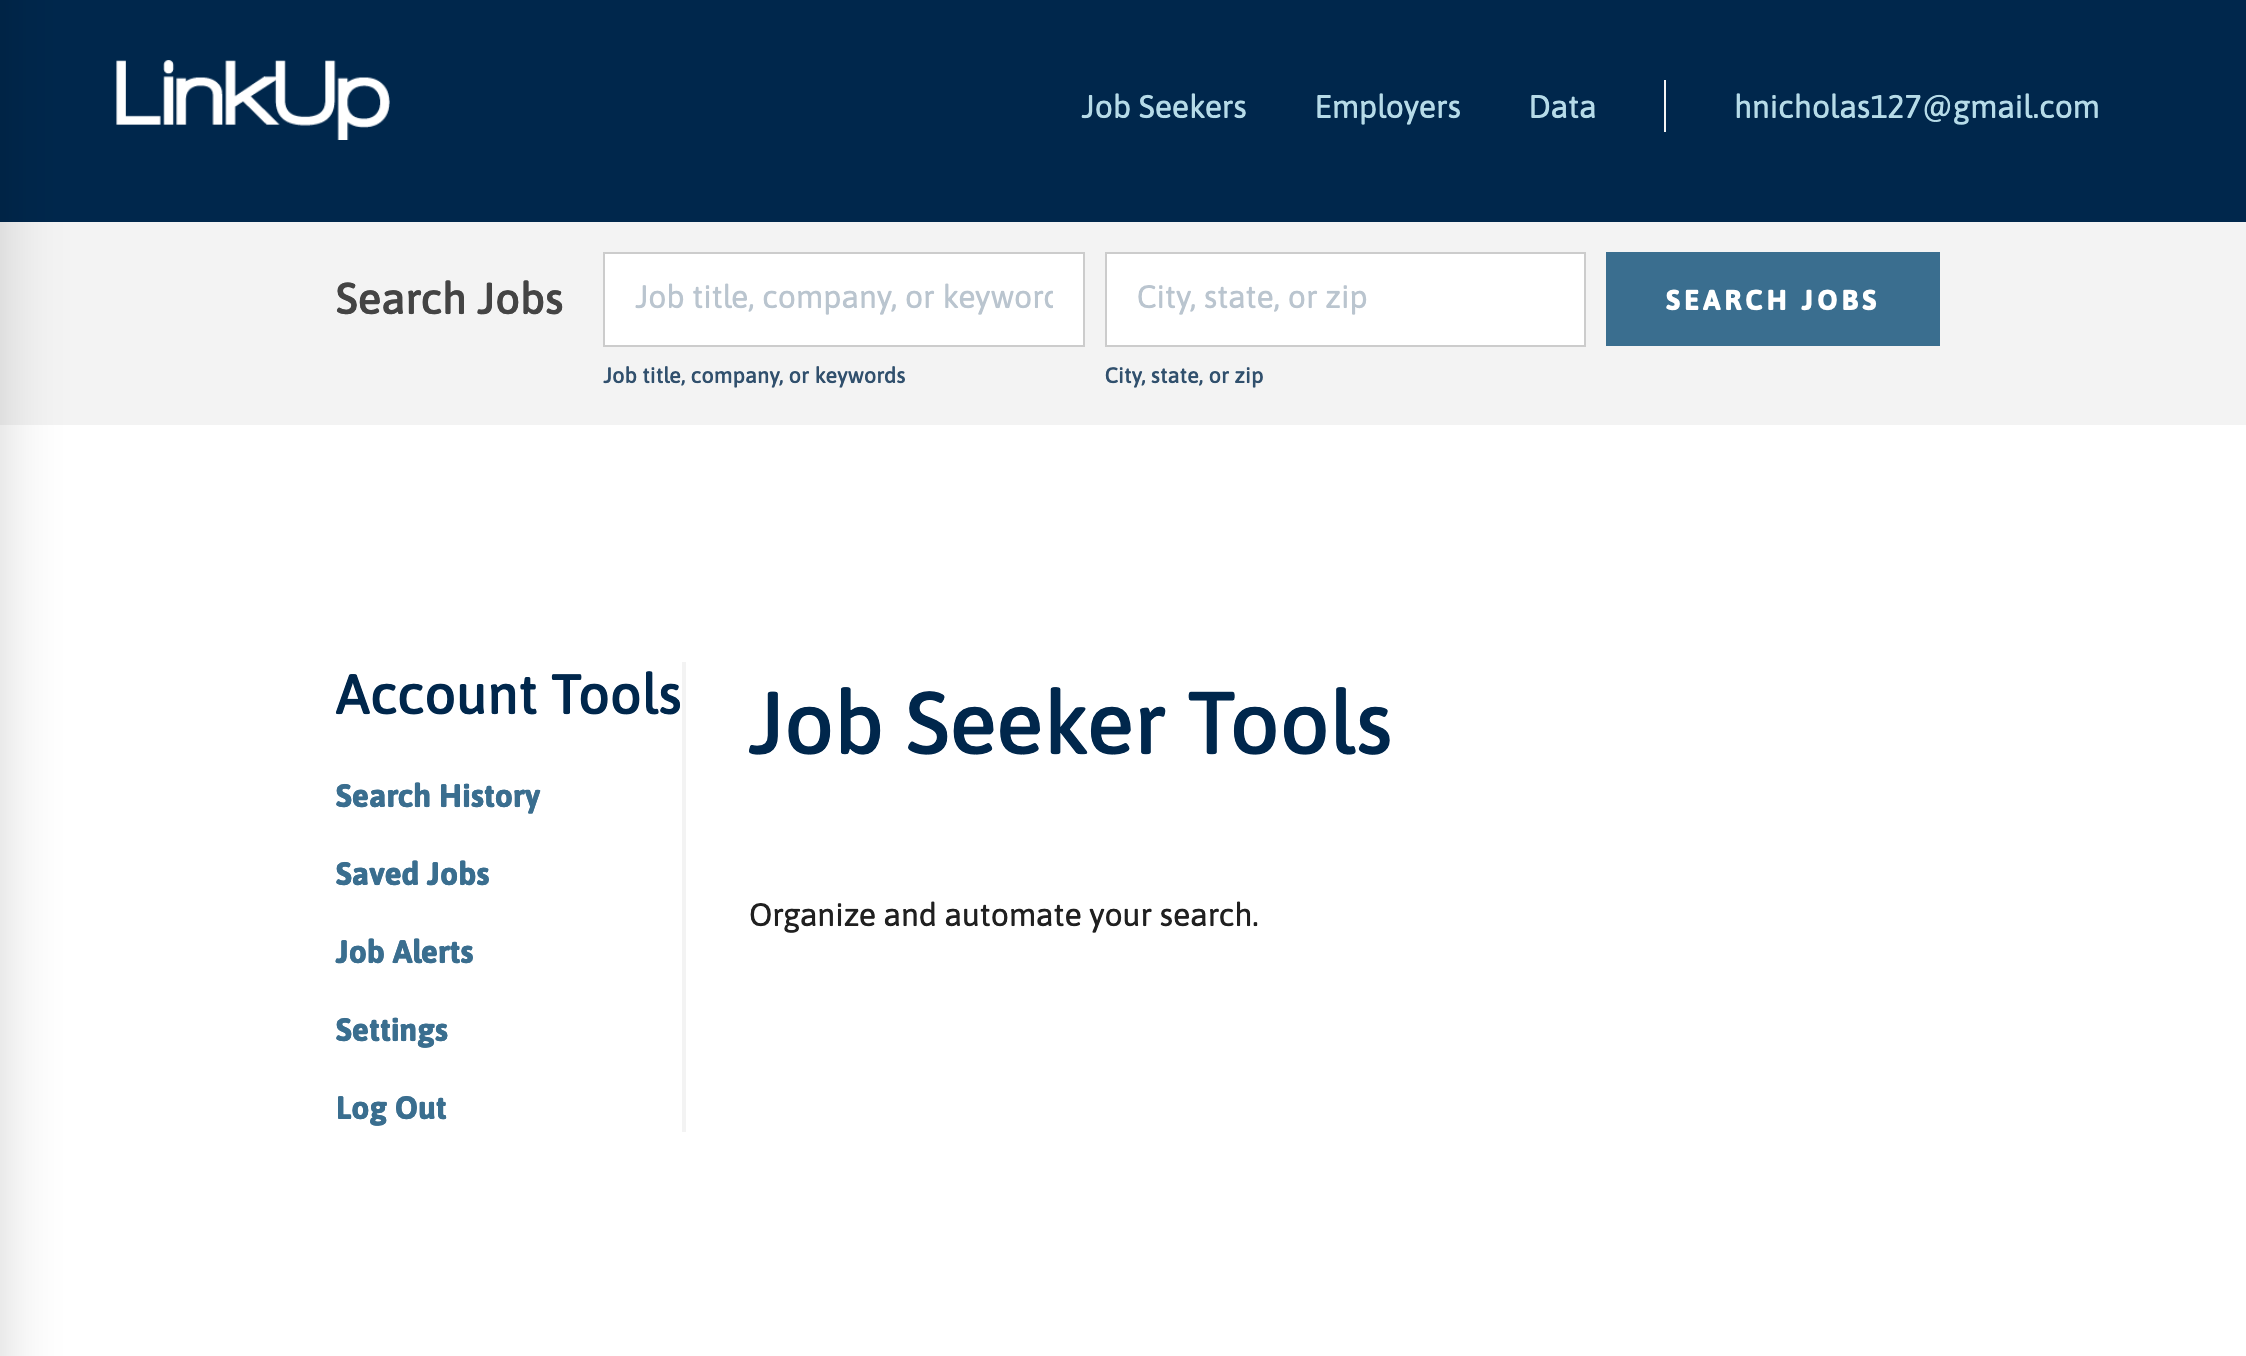 LinkUp
Job Seekers Employers Data hnicholas127@gmail.com
Search Jobs Job title, company, or keyword City, state, or zip SEARCH JOBS
Job title, company, or keywords City, state, or zip
Account Tools
Search History
Saved Jobs
Job Alerts
Settings
Log Out
Job Seeker Tools
Organize and automate your search.